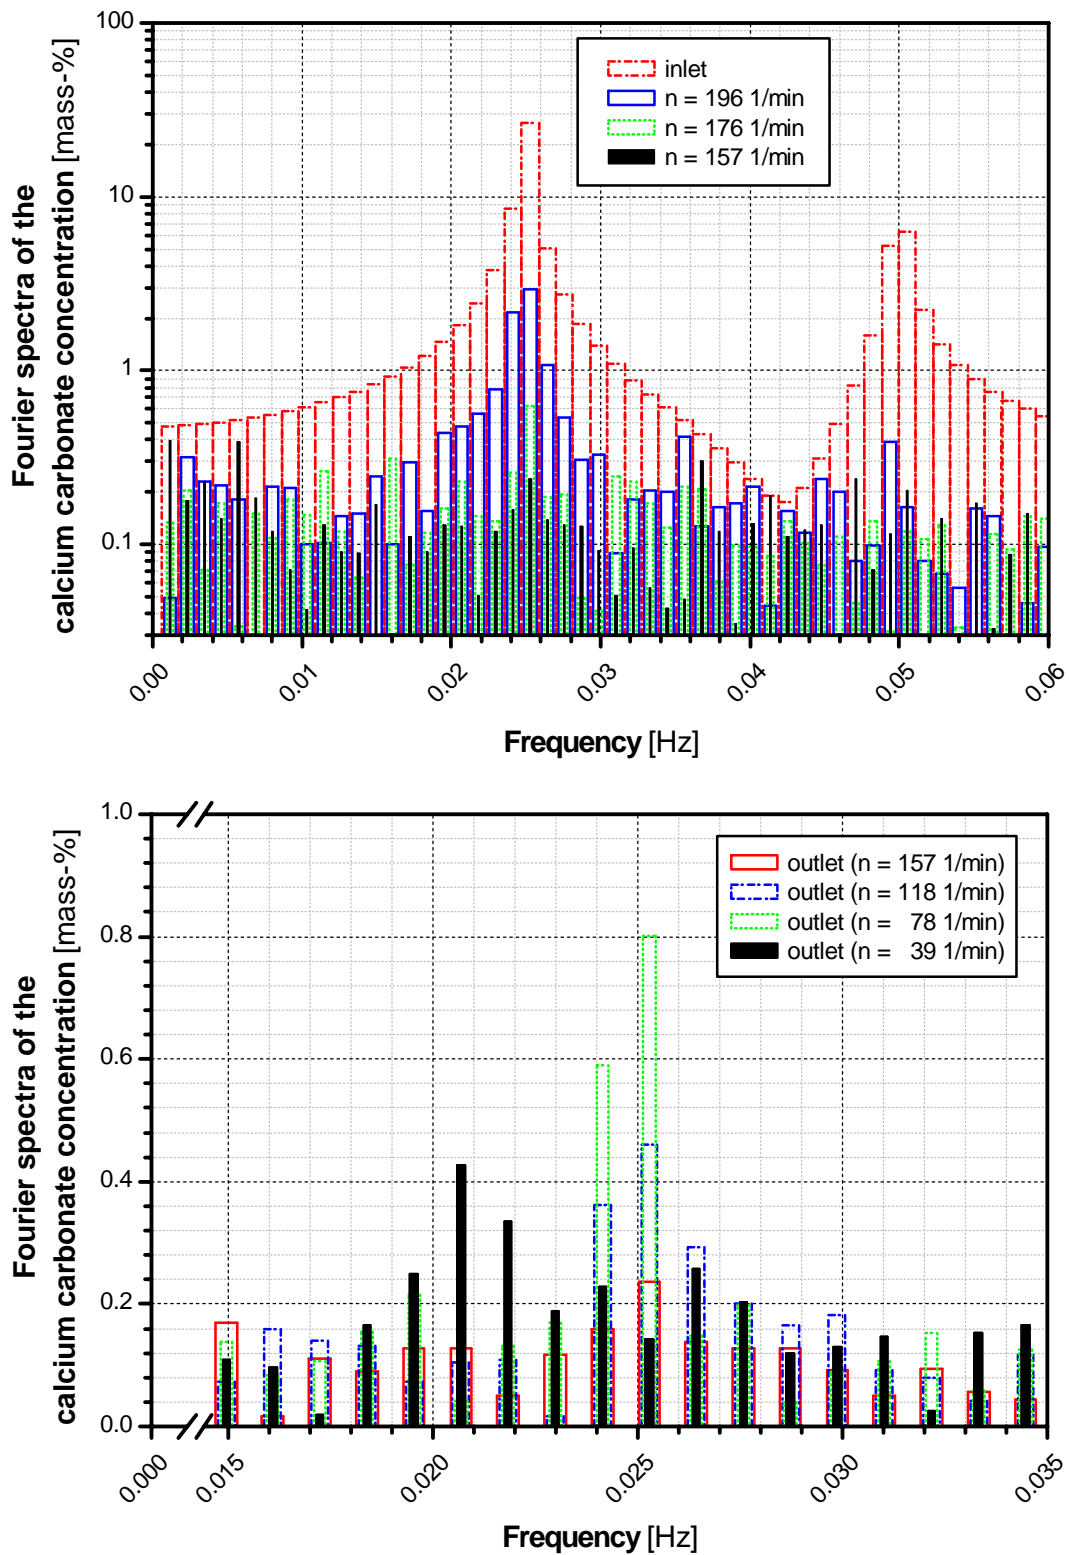 100
10
1
0.1
Fourier spectra of the
calcium carbonate concentration [mass-%]
inlet
n = 196 1/min
n = 176 1/min
n = 157 1/min
0.00
0.01
0.02
0.03
0.04
0.05
0.06
Frequency [Hz]
1.0
0.8
0.6
0.4
0.2
0.0
Fourier spectra of the
calcium carbonate concentration [mass-%]
outlet (n = 157 1/min)
outlet (n = 118 1/min)
outlet (n = 78 1/min)
outlet (n = 39 1/min)
0.000
0.015
0.020
0.025
0.030
0.035
Frequency [Hz]